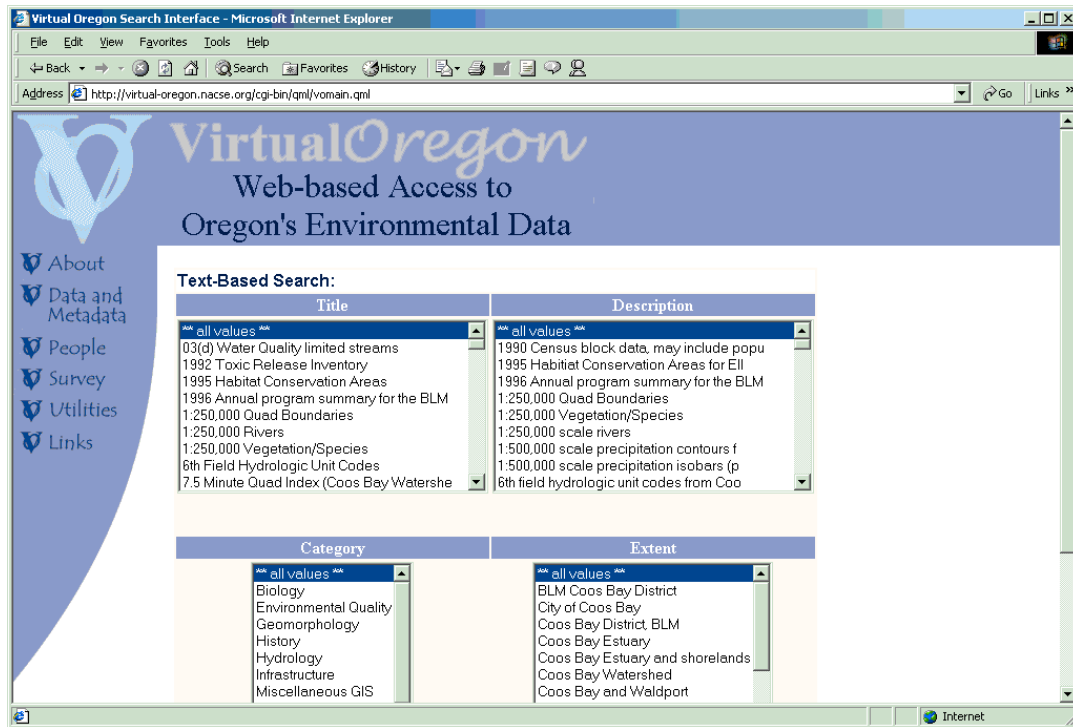 Virtual Oregon Search Interface - Microsoft Internet Explorer
File Edit View Favorites Tools Help
Back Search Favorites History
Address http://virtual-oregon.nacse.org/cgi-bin/qml/vomain.qml Go Links »
VirtualOregon
Web-based Access to
Oregon's Environmental Data
About
Data and
Metadata
People
Survey
Utilities
Links
Text-Based Search:
Title
** all values **
03(d) Water Quality limited streams
1992 Toxic Release Inventory
1995 Habitat Conservation Areas
1996 Annual program summary for the BLM
1:250,000 Quad Boundaries
1:250,000 Rivers
1:250,000 Vegetation/Species
6th Field Hydrologic Unit Codes
7.5 Minute Quad Index (Coos Bay Watershe
Description
** all values **
1990 Census block data, may include popu
1995 Habitiat Conservation Areas for Ell
1996 Annual program summary for the BLM
1:250,000 Quad Boundaries
1:250,000 Vegetation/Species
1:250,000 scale rivers
1:500,000 scale precipitation contours f
1:500,000 scale precipitation isobars (p
6th field hydrologic unit codes from Coo
Category
** all values **
Biology
Environmental Quality
Geomorphology
History
Hydrology
Infrastructure
Miscellaneous GIS
Extent
** all values **
BLM Coos Bay District
City of Coos Bay
Coos Bay District, BLM
Coos Bay Estuary
Coos Bay Estuary and shorelands
Coos Bay Watershed
Coos Bay and Waldport
Internet